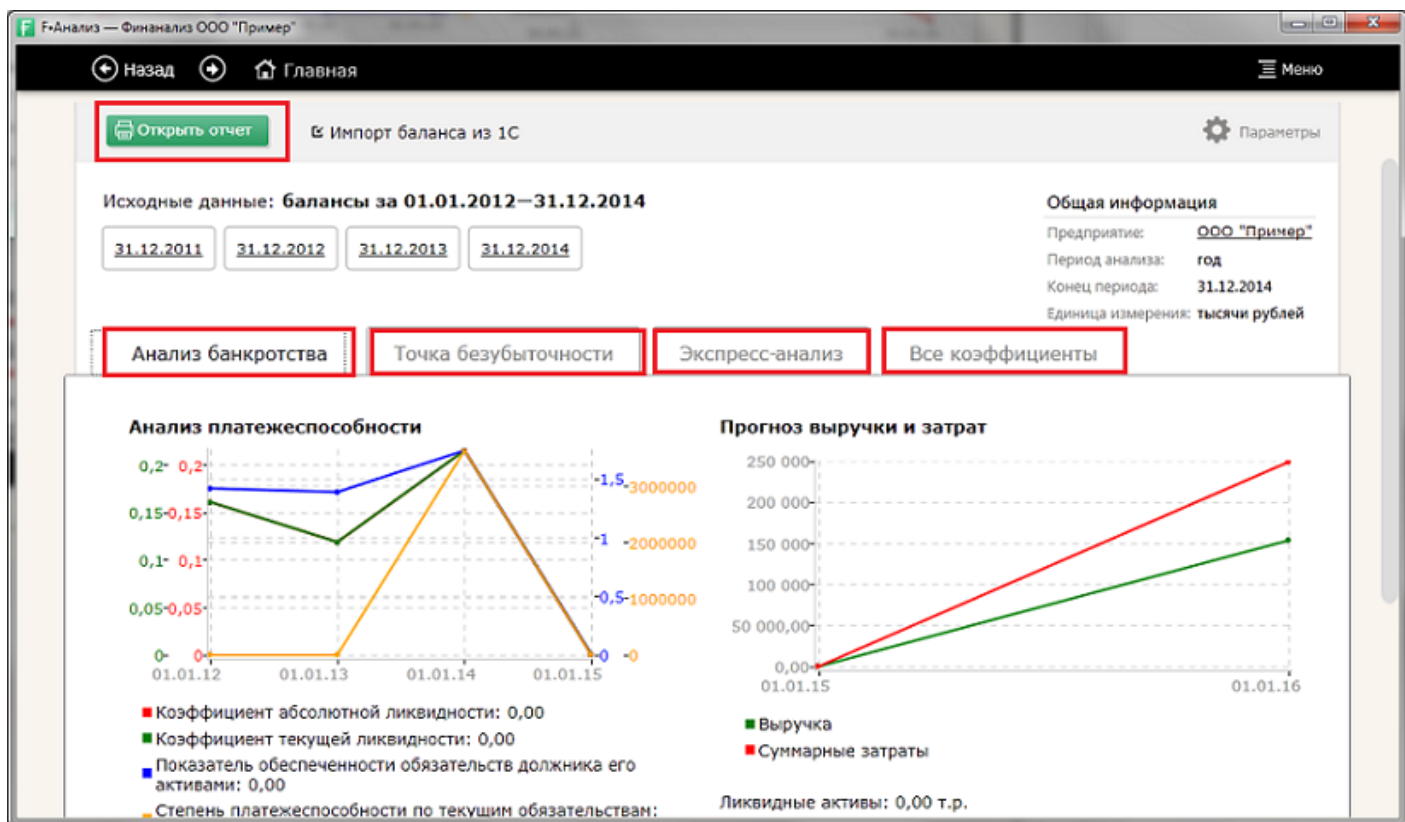 F•Анализ — Финанализ ООО "Пример"
Назад
Главная
Меню
Открыть отчет
Импорт баланса из 1С
Параметры
Исходные данные: балансы за 01.01.2012—31.12.2014
31.12.2011 31.12.2012 31.12.2013 31.12.2014
Общая информация
Предприятие: ООО "Пример"
Период анализа: год
Конец периода: 31.12.2014
Единица измерения: тысячи рублей
Анализ банкротства
Точка безубыточности
Экспресс-анализ
Все коэффициенты
Анализ платежеспособности
0,2 0,2
0,15 0,15
0,1 0,1
0,05 0,05
0 0
1,5 3000000
1 2000000
0,5 1000000
0 0
01.01.12 01.01.13 01.01.14 01.01.15
Коэффициент абсолютной ликвидности: 0,00
Коэффициент текущей ликвидности: 0,00
Показатель обеспеченности обязательств должника его
активами: 0,00
Степень платежеспособности по текущим обязательствам:
Прогноз выручки и затрат
250 000
200 000
150 000
100 000
50 000,00
0,00
01.01.15 01.01.16
Выручка
Суммарные затраты
Ликвидные активы: 0,00 т.р.